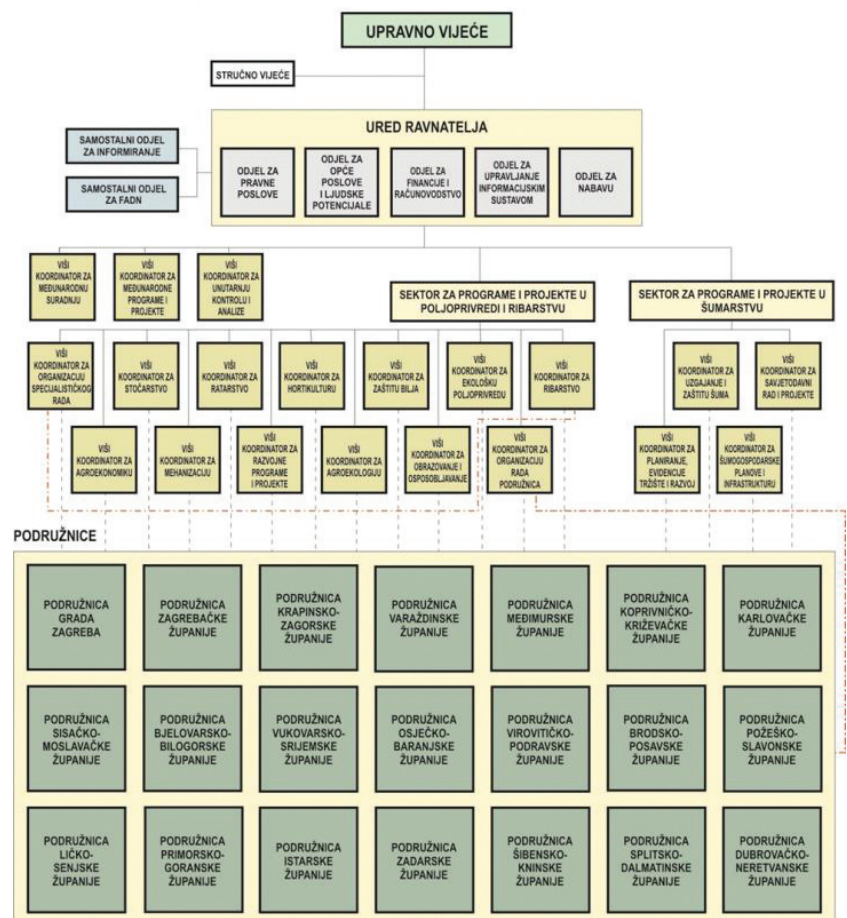 UPRAVNO VIJEĆE
STRUČNO VIJEĆE
URED RAVNATELJA
SAMOSTALNI ODJEL
ZA INFORMIRANJE
SAMOSTALNI ODJEL
ZA FADN
ODJEL ZA
PRAVNE
POSLOVE
ODJEL ZA
OPĆE
POSLOVE
I LJUDSKE
POTENCIJALE
ODJEL ZA
FINANCIJE I
RAČUNOVODSTVO
ODJEL ZA
UPRAVLJANJE
INFORMACIJSKIM
SUSTAVOM
ODJEL ZA
NABAVU
VIŠI
KOORDINATOR ZA
MEĐUNARODNU
SURADNJU
VIŠI
KOORDINATOR ZA
MEĐUNARODNE
PROGRAME I
PROJEKTE
VIŠI
KOORDINATOR ZA
UNUTARNJU
KONTROLU I
ANALIZE
SEKTOR ZA PROGRAME I PROJEKTE U
POLJOPRIVREDI I RIBARSTVU
SEKTOR ZA PROGRAME I PROJEKTE U
ŠUMARSTVU
VIŠI
KOORDINATOR ZA
ORGANIZACIJU
SPECIJALISTIČKOG
RADA
VIŠI
KOORDINATOR ZA
STOČARSTVO
VIŠI
KOORDINATOR ZA
RATARSTVO
VIŠI
KOORDINATOR ZA
HORTIKULTURU
VIŠI
KOORDINATOR ZA
ZAŠTITU BILJA
VIŠI
KOORDINATOR ZA
EKOLOŠKU
POLJOPRIVREDU
VIŠI
KOORDINATOR ZA
RIBARSTVO
VIŠI
KOORDINATOR ZA
UZGAJANJE I
ZAŠTITU ŠUMA
VIŠI
KOORDINATOR ZA
SAVJETODAVNI
RAD I PROJEKTE
VIŠI
KOORDINATOR ZA
AGROEKONOMIKU
VIŠI
KOORDINATOR ZA
MEHANIZACIJU
VIŠI
KOORDINATOR ZA
RAZVOJNE
PROGRAME
I PROJEKTE
VIŠI
KOORDINATOR ZA
AGROEKOLOGIJU
VIŠI
KOORDINATOR ZA
OBRAZOVANJE I
OSPOSOBLJAVANJE
VIŠI
KOORDINATOR ZA
ORGANIZACIJU
RADA
PODRUŽNICA
VIŠI
KOORDINATOR ZA
PLANIRANJE,
EVIDENCIJE
TRŽIŠTE I RAZVOJ
VIŠI
KOORDINATOR ZA
ŠUMOGOSPODARSKE
PLANOVE I
INFRASTRUKTURU
PODRUŽNICE
PODRUŽNICA
GRADA
ZAGREBA
PODRUŽNICA
ZAGREBAČKE
ŽUPANIJE
PODRUŽNICA
KRAPINSKO-
ZAGORSKE
ŽUPANIJE
PODRUŽNICA
VARAŽDINSKE
ŽUPANIJE
PODRUŽNICA
MEĐIMURSKE
ŽUPANIJE
PODRUŽNICA
KOPRIVNIČKO-
KRIŽEVAČKE
ŽUPANIJE
PODRUŽNICA
KARLOVAČKE
ŽUPANIJE
PODRUŽNICA
SISAČKO-
MOSLAVAČKE
ŽUPANIJE
PODRUŽNICA
BJELOVARSKO-
BILOGORSKE
ŽUPANIJE
PODRUŽNICA
VUKOVARSKO-
SRIJEMSKE
ŽUPANIJE
PODRUŽNICA
OSJEČKO-
BARANJSKE
ŽUPANIJE
PODRUŽNICA
VIROVITIČKO-
PODRAVSKE
ŽUPANIJE
PODRUŽNICA
BRODSKO-
POSAVSKE
ŽUPANIJE
PODRUŽNICA
POŽEŠKO-
SLAVONSKE
ŽUPANIJE
PODRUŽNICA
LIČKO-
SENJSKE
ŽUPANIJE
PODRUŽNICA
PRIMORSKO-
GORANSKE
ŽUPANIJE
PODRUŽNICA
ISTARSKE
ŽUPANIJE
PODRUŽNICA
ZADARSKE
ŽUPANIJE
PODRUŽNICA
ŠIBENSKO-
KNINSKE
ŽUPANIJE
PODRUŽNICA
SPLITSKO-
DALMATINSKE
ŽUPANIJE
PODRUŽNICA
DUBROVAČKO-
NERETVANSKE
ŽUPANIJE